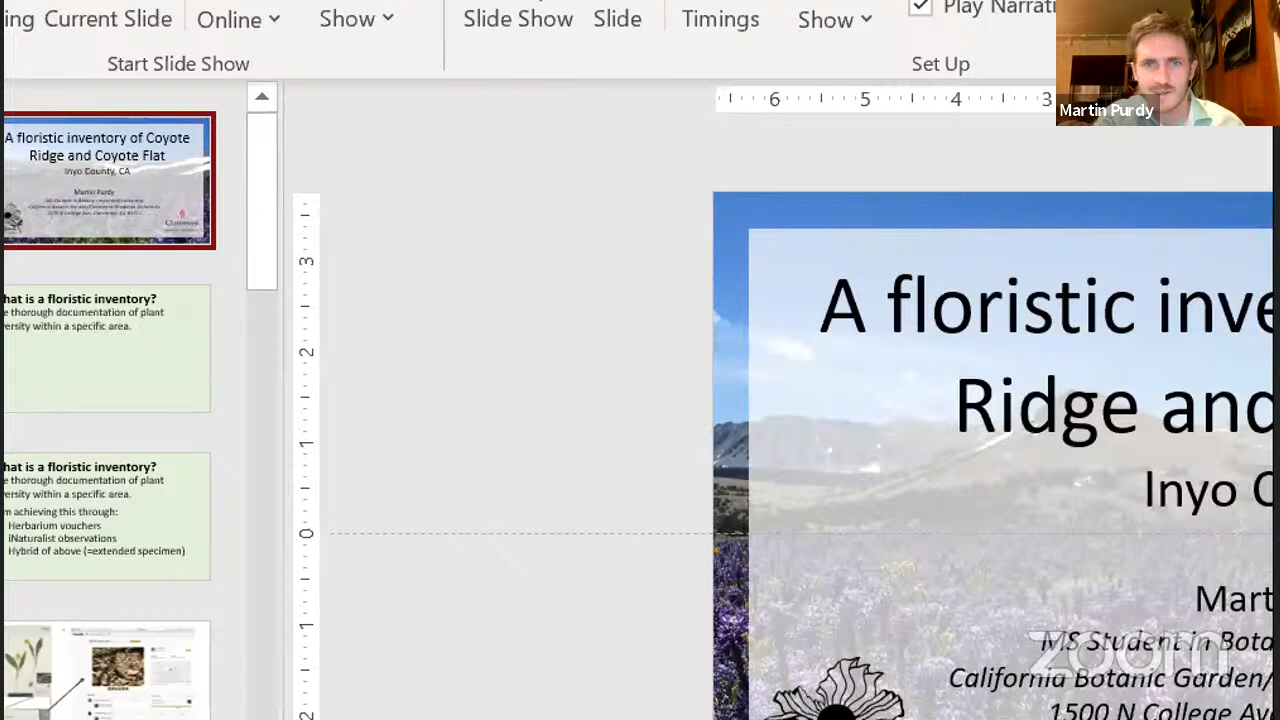 ing Current Slide
Online
Show
Slide Show
Slide
Timings
Show
Play Narrati
Start Slide Show
Set Up
Martin Purdy
6 5 4 3
A floristic inventory of Coyote
Ridge and Coyote Flat
Inyo County, CA
Martin Purdy
Claremont
hat is a floristic inventory?
e thorough documentation of plant
versity within a specific area.
hat is a floristic inventory?
e thorough documentation of plant
versity within a specific area.
m achieving this through:
Herbarium vouchers
iNaturalist observations
Hybrid of above (=extended specimen)
3
2
1
0
1
2
A floristic inve
Ridge and
Inyo C
Mart
MS Student in Bota
California Botanic Garden/
1500 N College Ave
zoom